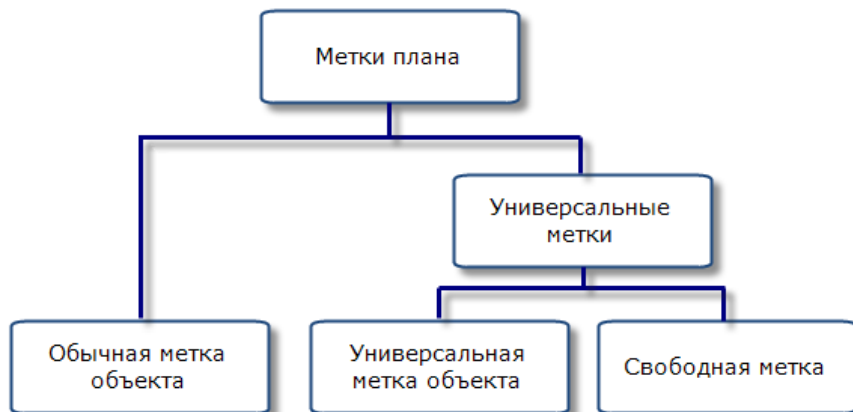 Метки плана
Универсальные
метки
Обычная метка
объекта
Универсальная
метка объекта
Свободная метка